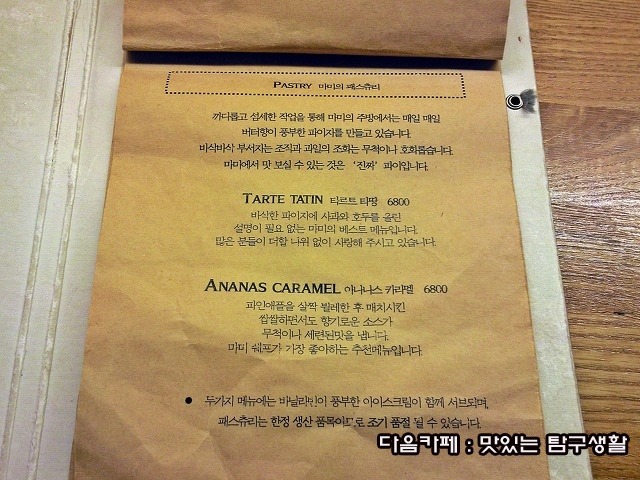 PASTRY 마미의 패스츄리
까다롭고 섬세한 작업을 통해 마미의 주방에서는 매일 매일
버터향이 풍부한 파이지를 만들고 있습니다.
바삭바삭 부서지는 조직과 과일의 조화는 무척이나 호화롭습니다.
마미에서 맛 보실 수 있는 것은 '진짜' 파이입니다.
TARTE TATIN 타르트 타땅 6800
바삭한 파이지에 사과와 호두를 올린
설명이 필요 없는 마미의 베스트 메뉴입니다.
많은 분들이 더할 나위 없이 사랑해 주시고 있습니다.
ANANAS CARAMEL 아나나스 카라멜 6800
파인애플을 살짝 뷜레한 후 매치시킨
쌉쌀하면서도 향기로운 소스가
무척이나 세련된맛을 냅니다.
마미 쉐프가 가장 좋아하는 추천메뉴입니다.
● 두가지 메뉴에는 바닐라빈이 풍부한 아이스크림이 함께 서브되며,
패스츄리는 한정 생산 품목이므로 조기 품절 될 수 있습니다.
다음카페 : 맛있는 탐구생활